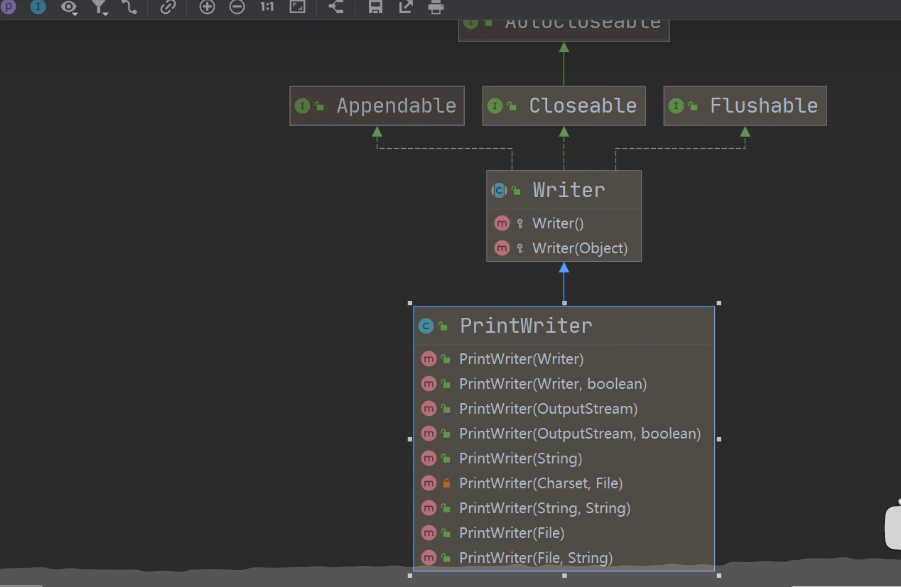 1:1
AutoCloseable
Appendable
Closeable
Flushable
Writer
Writer()
Writer(Object)
PrintWriter
PrintWriter(Writer)
PrintWriter(Writer, boolean)
PrintWriter(OutputStream)
PrintWriter(OutputStream, boolean)
PrintWriter(String)
PrintWriter(Charset, File)
PrintWriter(String, String)
PrintWriter(File)
PrintWriter(File, String)